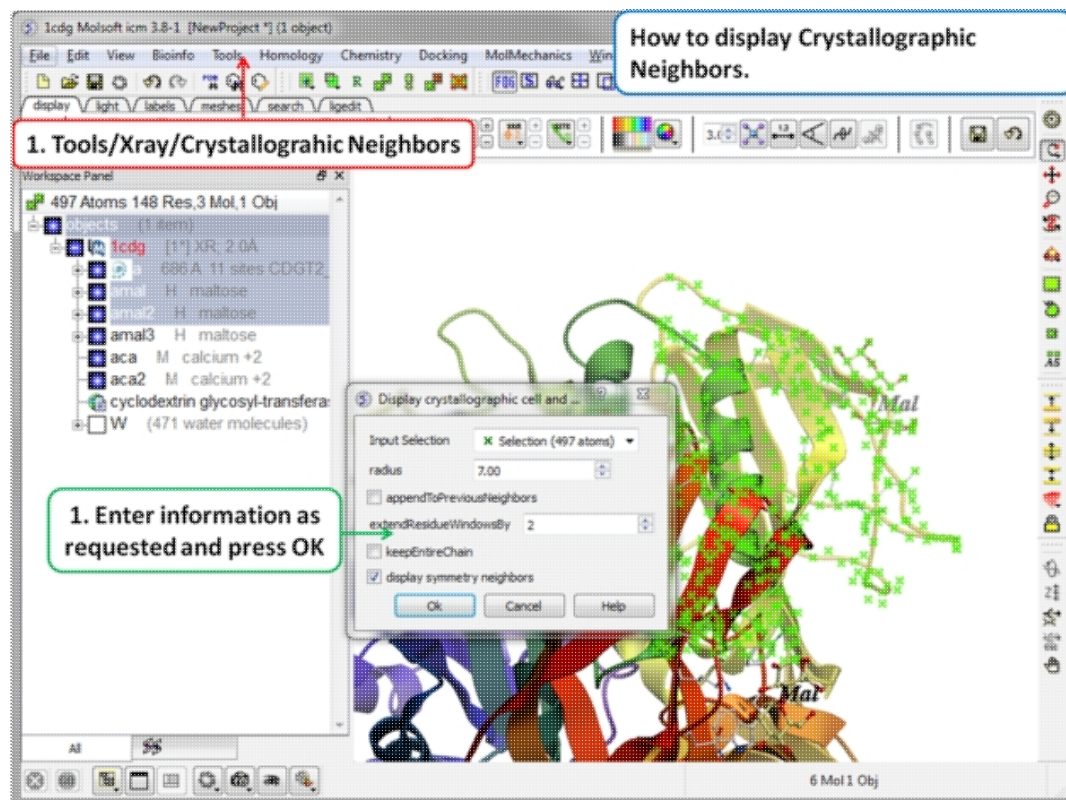 1cdg Molsoft icm 3.8-1 [NewProject *] (1 object)
How to display Crystallographic
Neighbors.
File Edit View Bioinfo Tools Homology Chemistry Docking MolMechanics Win
display light labels meshes search ligedit
1. Tools/Xray/Crystallograhic Neighbors
Workspace Panel
497 Atoms 148 Res,3 Mol,1 Obj
objects (1 item)
1cdg [1*] XR, 2.0Å
a 686 A 11 sites CDGT2_
amal H maltose
amal2 H maltose
amal3 H maltose
aca M calcium +2
aca2 M calcium +2
cyclodextrin glycosyl-transferas
W (471 water molecules)
Mal
Display crystallographic cell and ...
Input Selection Selection (497 atoms)
radius 7.00
appendToPreviousNeighbors
extendResidueWindowsBy 2
keepEntireChain
display symmetry neighbors
Ok Cancel Help
1. Enter information as
requested and press OK
Mal
All
6 Mol 1 Obj